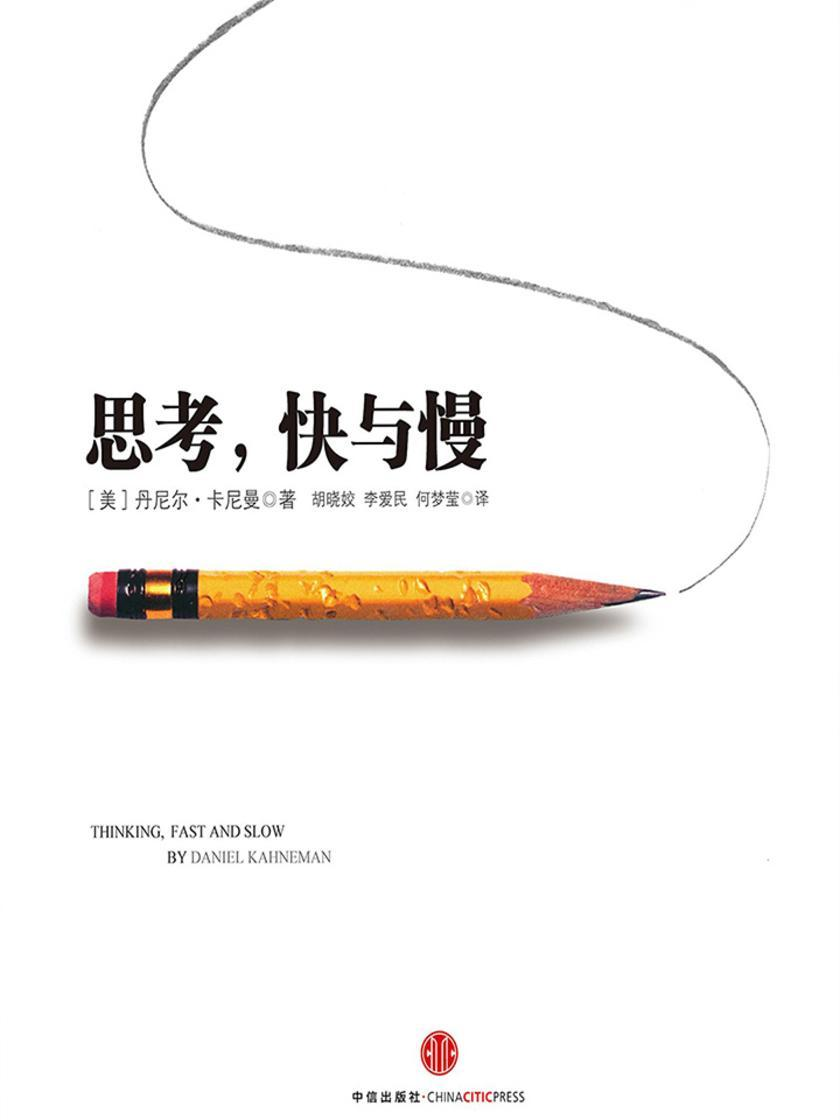 思考，快与慢
［美］丹尼尔·卡尼曼◎著 胡晓姣 李爱民 何梦莹◎译
THINKING, FAST AND SLOW
BY DANIEL KAHNEMAN
中信出版社·CHINACITICPRESS